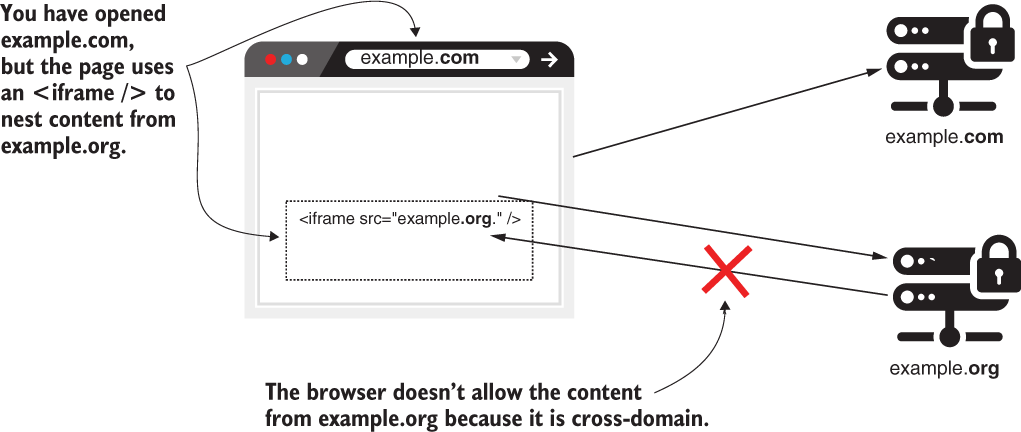 You have opened
example.com,
but the page uses
an <iframe /> to
nest content from
example.org.
example.com
example.com
<iframe src="example.org." />
example.org
The browser doesn't allow the content
from example.org because it is cross-domain.